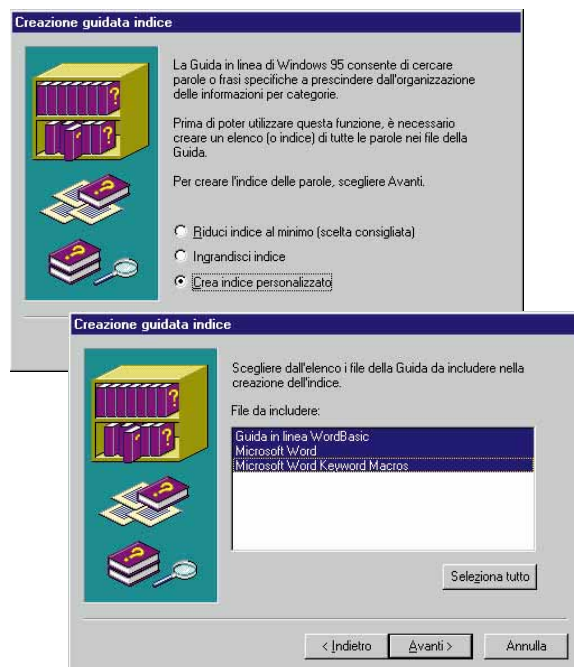 Creazione guidata indice
La Guida in linea di Windows 95 consente di cercare
parole o frasi specifiche a prescindere dall'organizzazione
delle informazioni per categorie.
Prima di poter utilizzare questa funzione, è necessario
creare un elenco (o indice) di tutte le parole nei file della
Guida.
Per creare l'indice delle parole, scegliere Avanti.
Riduci indice al minimo (scelta consigliata)
Ingrandisci indice
Crea indice personalizzato
Creazione guidata indice
Scegliere dall'elenco i file della Guida da includere nella
creazione dell'indice.
File da includere:
Guida in linea WordBasic
Microsoft Word
Microsoft Word Keyword Macros
Seleziona tutto
< Indietro
Avanti >
Annulla